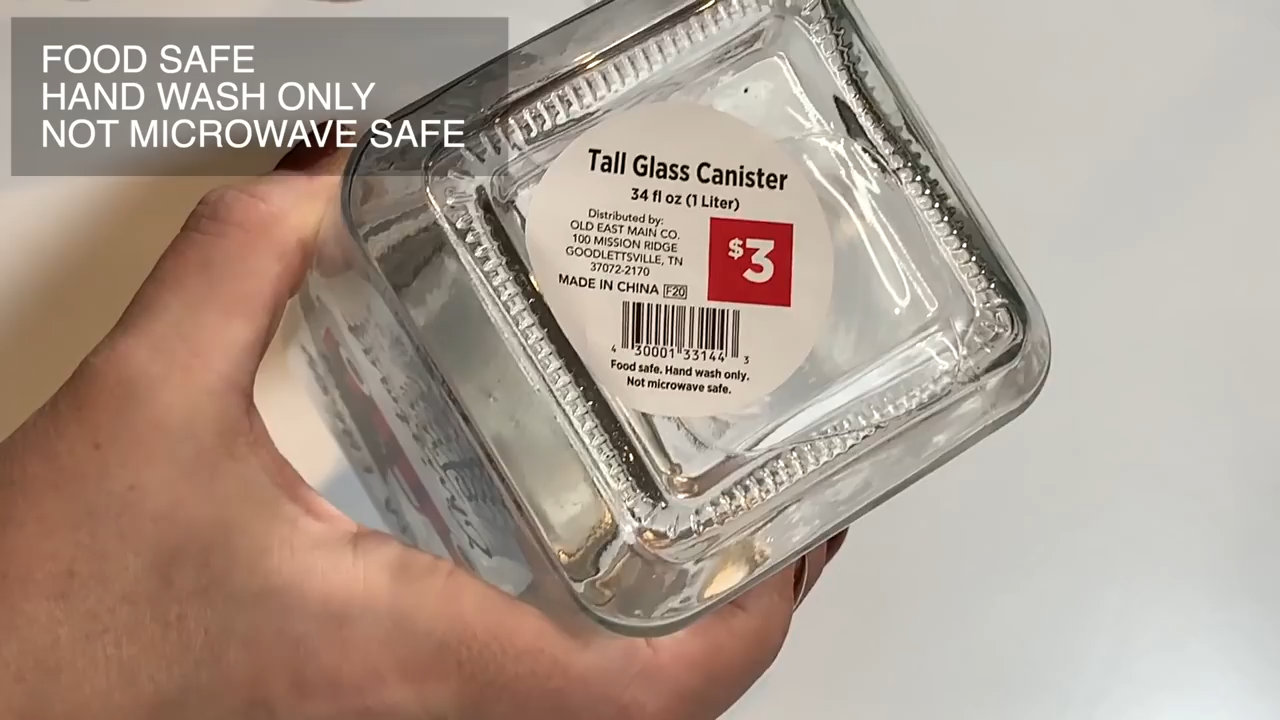 FOOD SAFE
HAND WASH ONLY
NOT MICROWAVE SAFE
Tall Glass Canister
34 fl oz (1 Liter)
Distributed by:
OLD EAST MAIN CO.
100 MISSION RIDGE
GOODLETTSVILLE, TN
37072-2170
MADE IN CHINA F20
$3
4 30001 33144 3
Food safe. Hand wash only.
Not microwave safe.